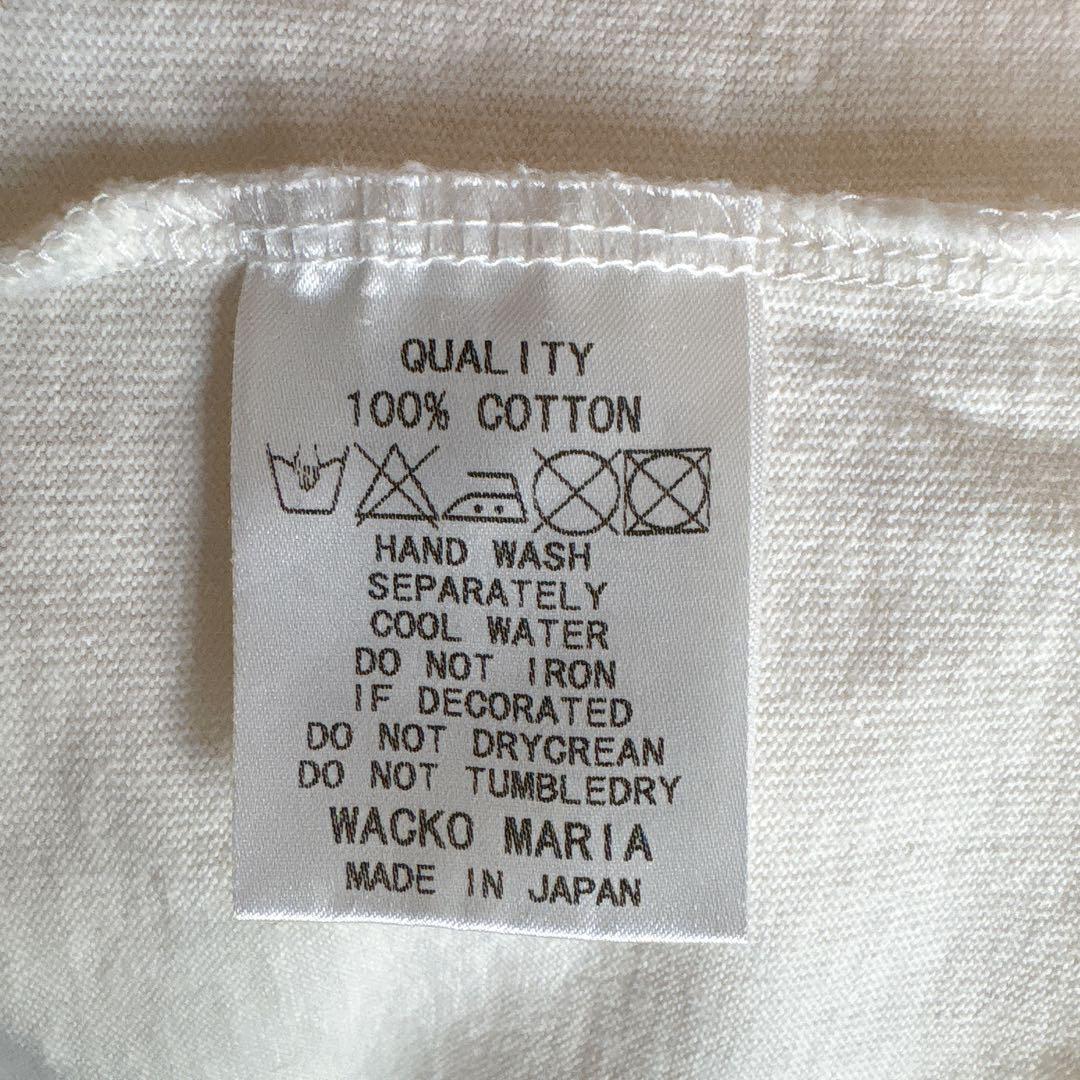 QUALITY
100% COTTON
HAND WASH
SEPARATELY
COOL WATER
DO NOT IRON
IF DECORATED
DO NOT DRYCREAN
DO NOT TUMBLEDRY
WACKO MARIA
MADE IN JAPAN